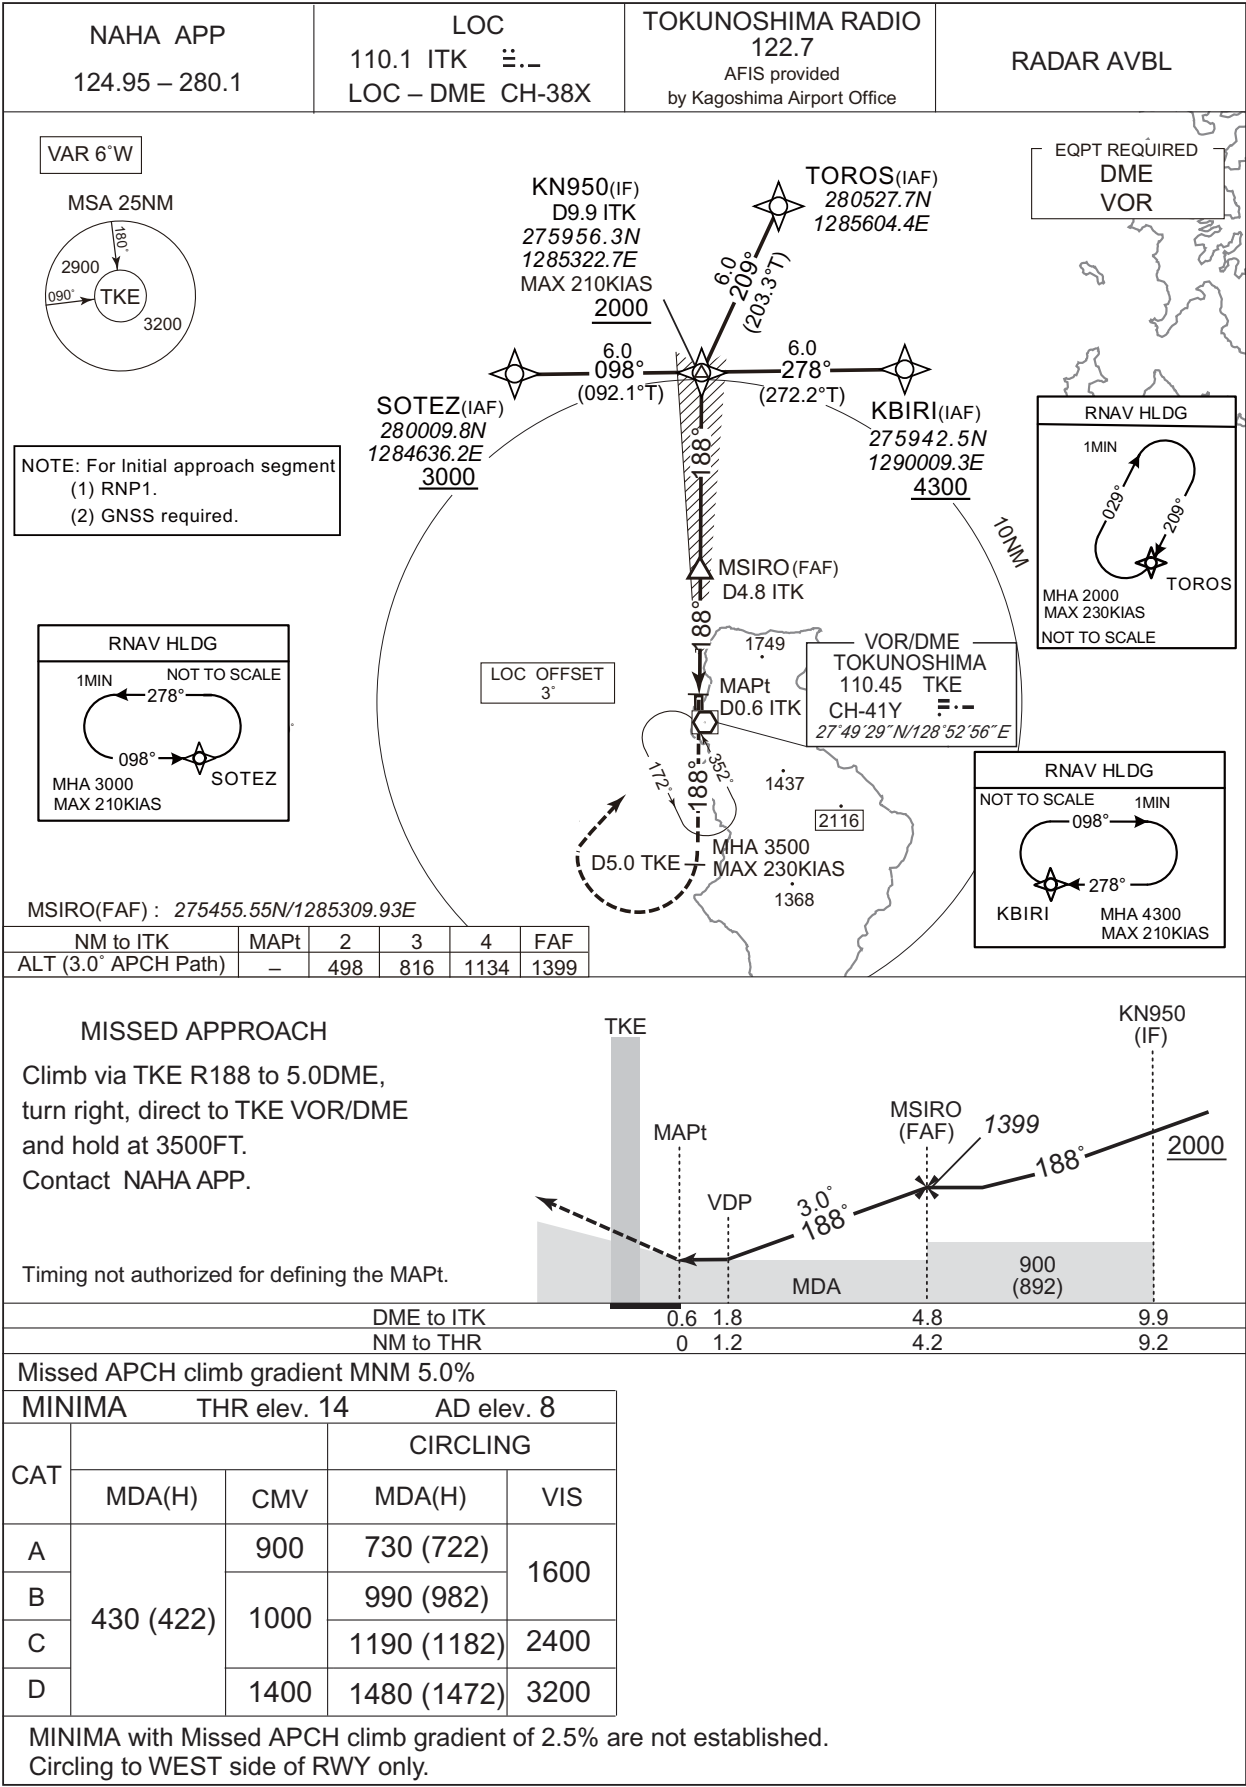 NAHA APP
124.95 – 280.1
LOC
110.1 ITK
LOC – DME CH-38X
TOKUNOSHIMA RADIO
122.7
AFIS provided
by Kagoshima Airport Office
RADAR AVBL
VAR 6°W
MSA 25NM
180°
2900
090°
TKE
3200
KN950(IF)
D9.9 ITK
275956.3N
1285322.7E
MAX 210KIAS
2000
TOROS(IAF)
280527.7N
1285604.4E
EQPT REQUIRED
DME
VOR
6.0
209°
(203.3°T)
6.0
098°
(092.1°T)
6.0
278°
(272.2°T)
SOTEZ(IAF)
280009.8N
1284636.2E
3000
KBIRI(IAF)
275942.5N
1290009.3E
4300
188°
10NM
NOTE: For Initial approach segment
(1) RNP1.
(2) GNSS required.
RNAV HLDG
1MIN
029°
209°
TOROS
MHA 2000
MAX 230KIAS
NOT TO SCALE
MSIRO(FAF)
D4.8 ITK
188°
RNAV HLDG
NOT TO SCALE
1MIN
278°
098°
SOTEZ
MHA 3000
MAX 210KIAS
LOC OFFSET
3°
1749
MAPt
D0.6 ITK
VOR/DME
TOKUNOSHIMA
110.45 TKE
CH-41Y
27°49´29˝N/128°52´56˝E
172°
188°
352°
1437
2116
D5.0 TKE
MHA 3500
MAX 230KIAS
1368
RNAV HLDG
NOT TO SCALE
1MIN
098°
278°
KBIRI
MHA 4300
MAX 210KIAS
MSIRO(FAF) : 275455.55N/1285309.93E
NM to ITK MAPt 2 3 4 FAF
ALT (3.0° APCH Path) – 498 816 1134 1399
MISSED APPROACH
Climb via TKE R188 to 5.0DME,
turn right, direct to TKE VOR/DME
and hold at 3500FT.
Contact NAHA APP.
Timing not authorized for defining the MAPt.
TKE
MAPt
VDP
MSIRO
(FAF)
1399
KN950
(IF)
2000
188°
3.0°
188°
MDA
900
(892)
DME to ITK 0.6 1.8 4.8 9.9
NM to THR 0 1.2 4.2 9.2
Missed APCH climb gradient MNM 5.0%
MINIMA THR elev. 14 AD elev. 8
CAT
CIRCLING
MDA(H) CMV MDA(H) VIS
A 900 730 (722)
1600
B 990 (982)
430 (422) 1000
C 1190 (1182) 2400
D 1400 1480 (1472) 3200
MINIMA with Missed APCH climb gradient of 2.5% are not established.
Circling to WEST side of RWY only.